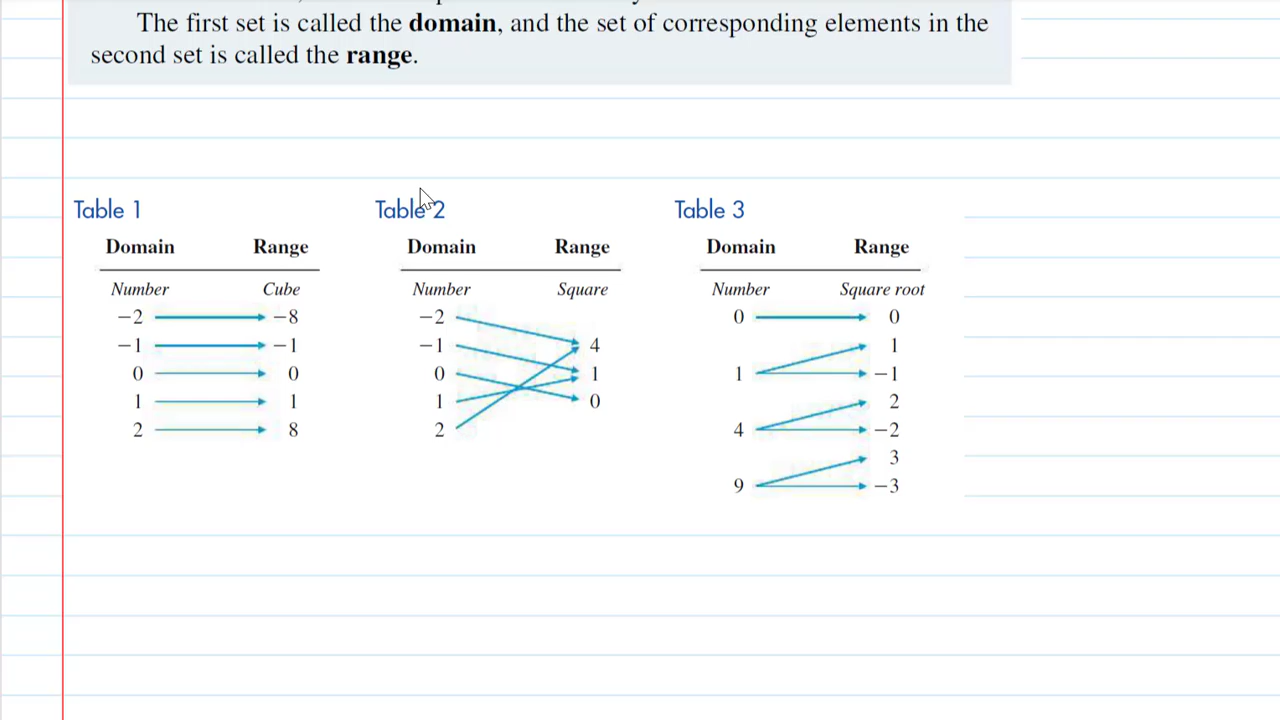 The first set is called the domain, and the set of corresponding elements in the
second set is called the range.
Table 1
Domain Range
Number Cube
−2 −8
−1 −1
0 0
1 1
2 8
Table 2
Domain Range
Number Square
−2
−1 4
0 1
1 0
2
Table 3
Domain Range
Number Square root
0 0
1
1 −1
2
4 −2
3
9 −3